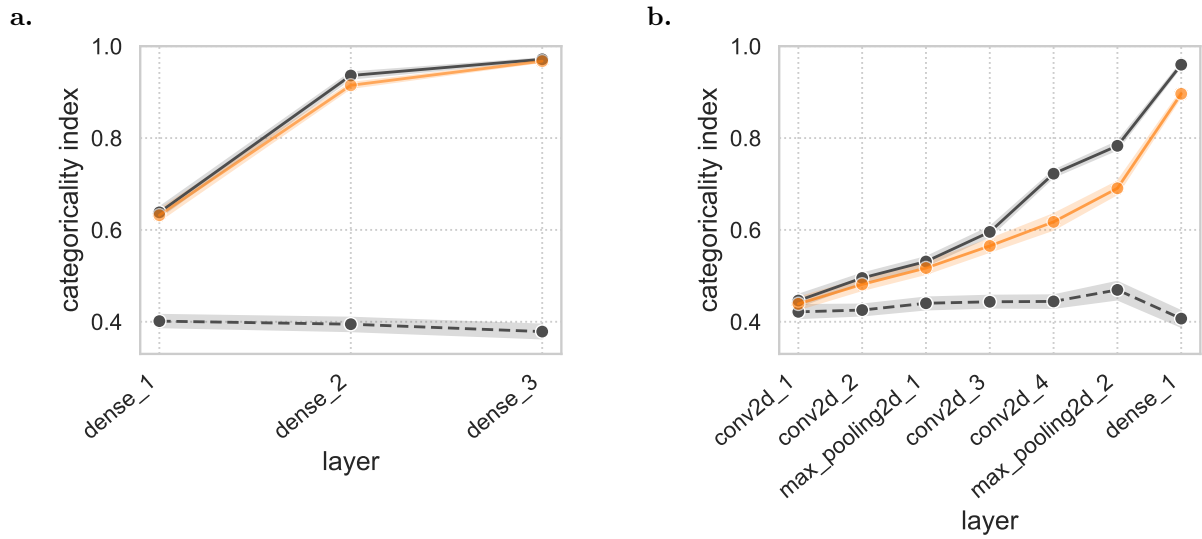 a.
categoricality index
1.0
0.8
0.6
0.4
dense_1
dense_2
dense_3
layer
b.
categoricality index
1.0
0.8
0.6
0.4
conv2d_1
conv2d_2
max_pooling2d_1
conv2d_3
conv2d_4
max_pooling2d_2
dense_1
layer